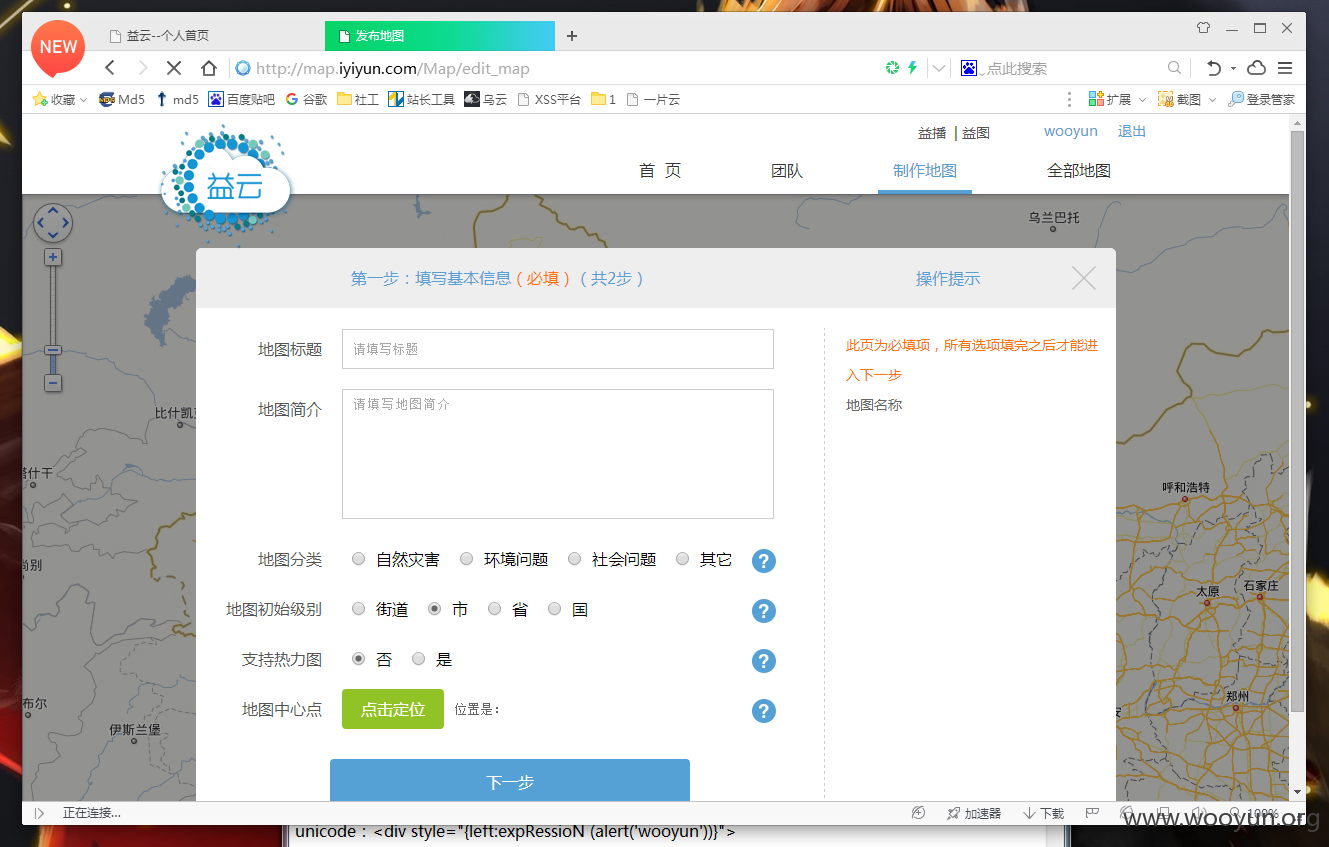 NEW
益云--个人首页
发布地图
http://map.iyiyun.com/Map/edit_map
点此搜索
收藏
Md5
md5
百度贴吧
谷歌
社工
站长工具
乌云
XSS平台
1
一片云
扩展
截图
登录管家
益播 | 益图
wooyun 退出
益云
首 页
团队
制作地图
全部地图
乌兰巴托
第一步：填写基本信息（必填）（共2步）
操作提示
地图标题
请填写标题
此页为必填项，所有选项填完之后才能进
入下一步
地图名称
地图简介
请填写地图简介
比什凯
塔什干
呼和浩特
地图分类
自然灾害
环境问题
社会问题
其它
?
太原
石家庄
地图初始级别
街道
市
省
国
?
支持热力图
否
是
?
地图中心点
点击定位
位置是：
?
郑州
布尔
伊斯兰堡
下一步
正在连接...
加速器
下载
100%
www.wooyun.org
unicode：<div style="{left:expRessioN (alert('wooyun'))}">